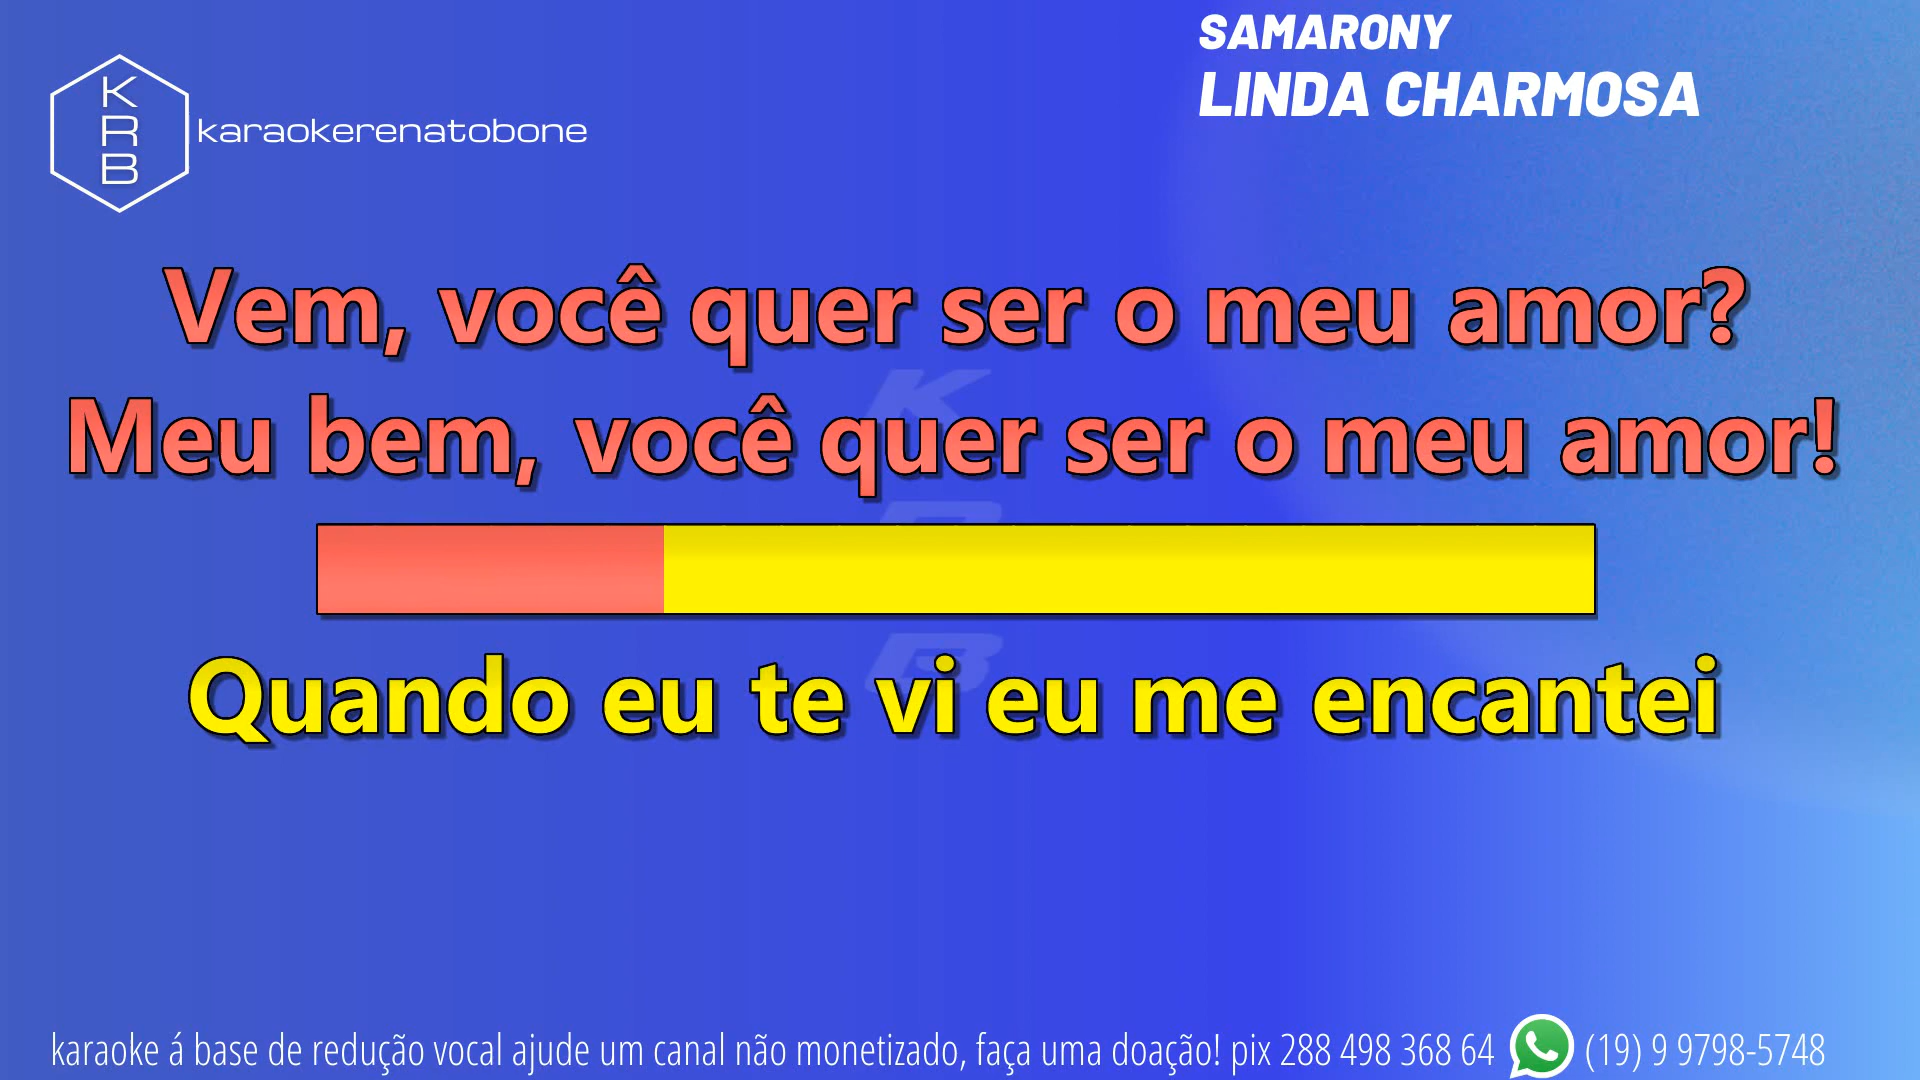 SAMARONY
LINDA CHARMOSA
K
R
B
karaokerenatobone
Vem, você quer ser o meu amor?
Meu bem, você quer ser o meu amor!
Quando eu te vi eu me encantei
karaoke á base de redução vocal ajude um canal não monetizado, faça uma doação! pix 288 498 368 64 (19) 9 9798-5748